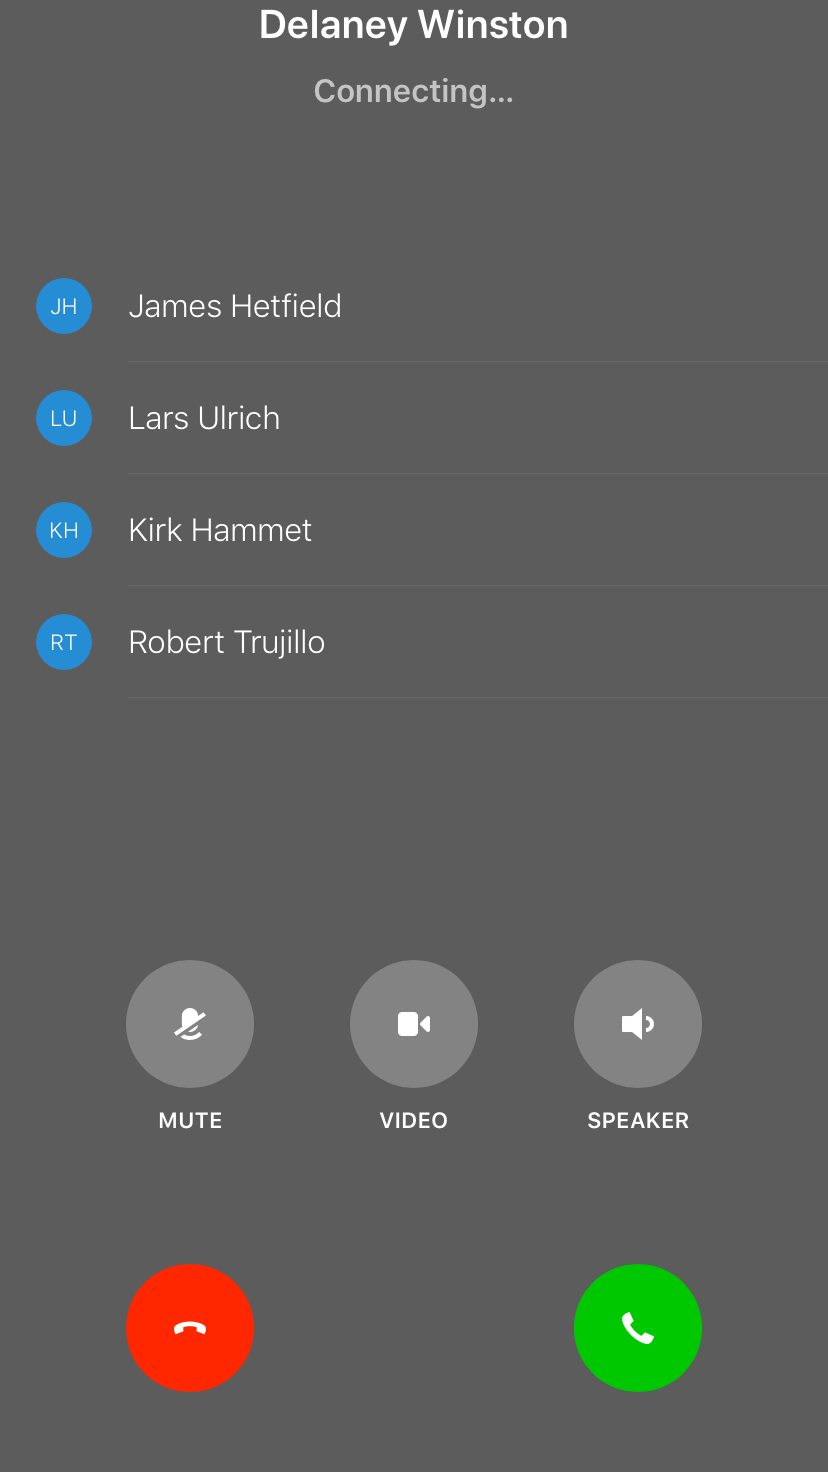 Delaney Winston
Connecting...
JH James Hetfield
LU Lars Ulrich
KH Kirk Hammet
RT Robert Trujillo
MUTE VIDEO SPEAKER